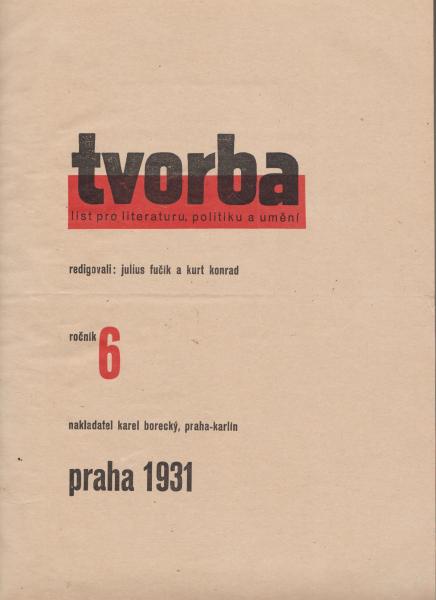 tvorba
list pro literaturu, politiku a umění
redigovali: julius fučík a kurt konrad
ročník 6
nakladatel karel borecký, praha-karlín
praha 1931